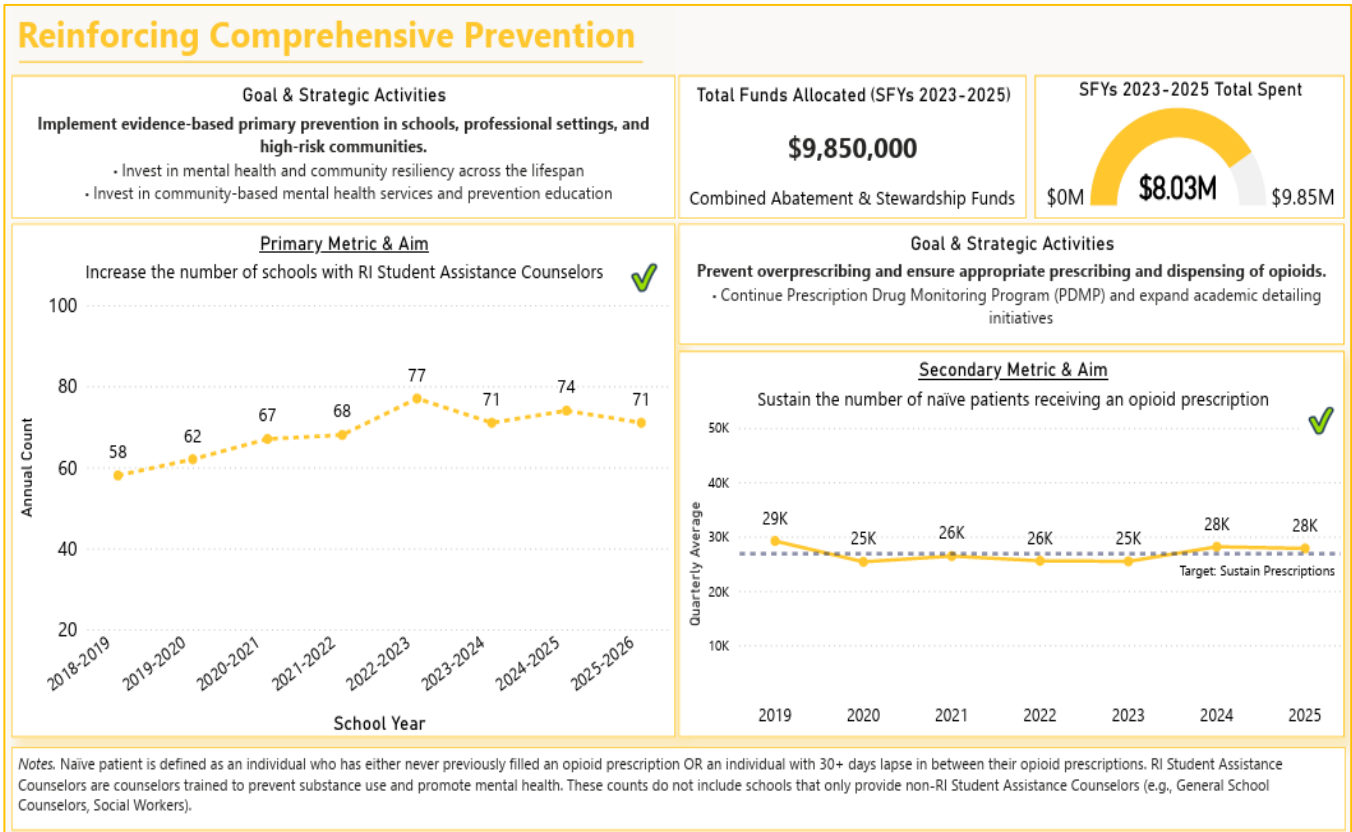 Reinforcing Comprehensive Prevention
Goal & Strategic Activities
Implement evidence-based primary prevention in schools, professional settings, and
high-risk communities.
• Invest in mental health and community resiliency across the lifespan
• Invest in community-based mental health services and prevention education
Total Funds Allocated (SFYs 2023-2025)
$9,850,000
Combined Abatement & Stewardship Funds
SFYs 2023-2025 Total Spent
$0M
$8.03M
$9.85M
Primary Metric & Aim
Increase the number of schools with RI Student Assistance Counselors
Annual Count
100
80
60
40
20
58
62
67
68
77
71
74
71
2018-2019
2019-2020
2020-2021
2021-2022
2022-2023
2023-2024
2024-2025
2025-2026
School Year
Goal & Strategic Activities
Prevent overprescribing and ensure appropriate prescribing and dispensing of opioids.
• Continue Prescription Drug Monitoring Program (PDMP) and expand academic detailing
initiatives
Secondary Metric & Aim
Sustain the number of naïve patients receiving an opioid prescription
Quarterly Average
50K
40K
30K
20K
10K
29K
25K
26K
26K
25K
28K
28K
Target: Sustain Prescriptions
2019
2020
2021
2022
2023
2024
2025
Notes. Naïve patient is defined as an individual who has either never previously filled an opioid prescription OR an individual with 30+ days lapse in between their opioid prescriptions. RI Student Assistance
Counselors are counselors trained to prevent substance use and promote mental health. These counts do not include schools that only provide non-RI Student Assistance Counselors (e.g., General School
Counselors, Social Workers).